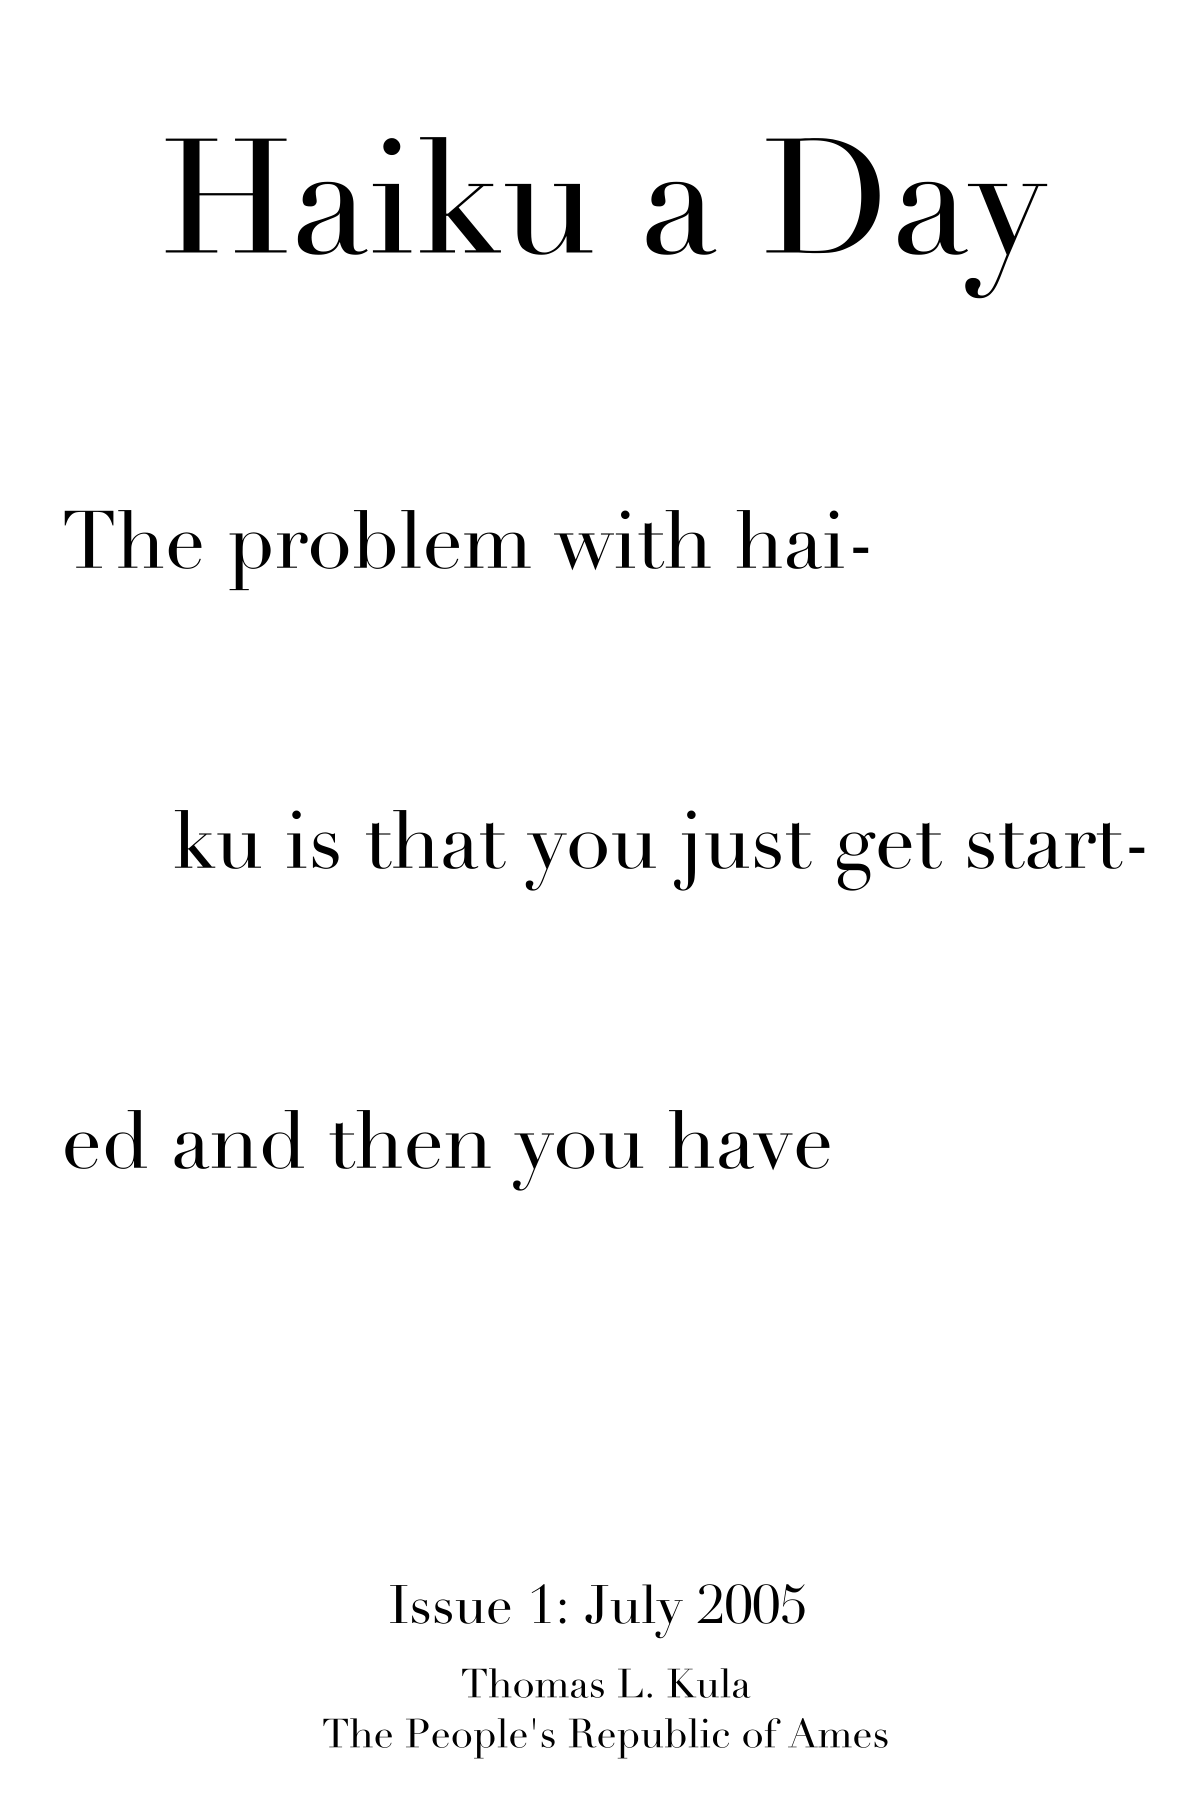 Haiku a Day
The problem with hai-
ku is that you just get start-
ed and then you have
Issue 1: July 2005
Thomas L. Kula
The People's Republic of Ames